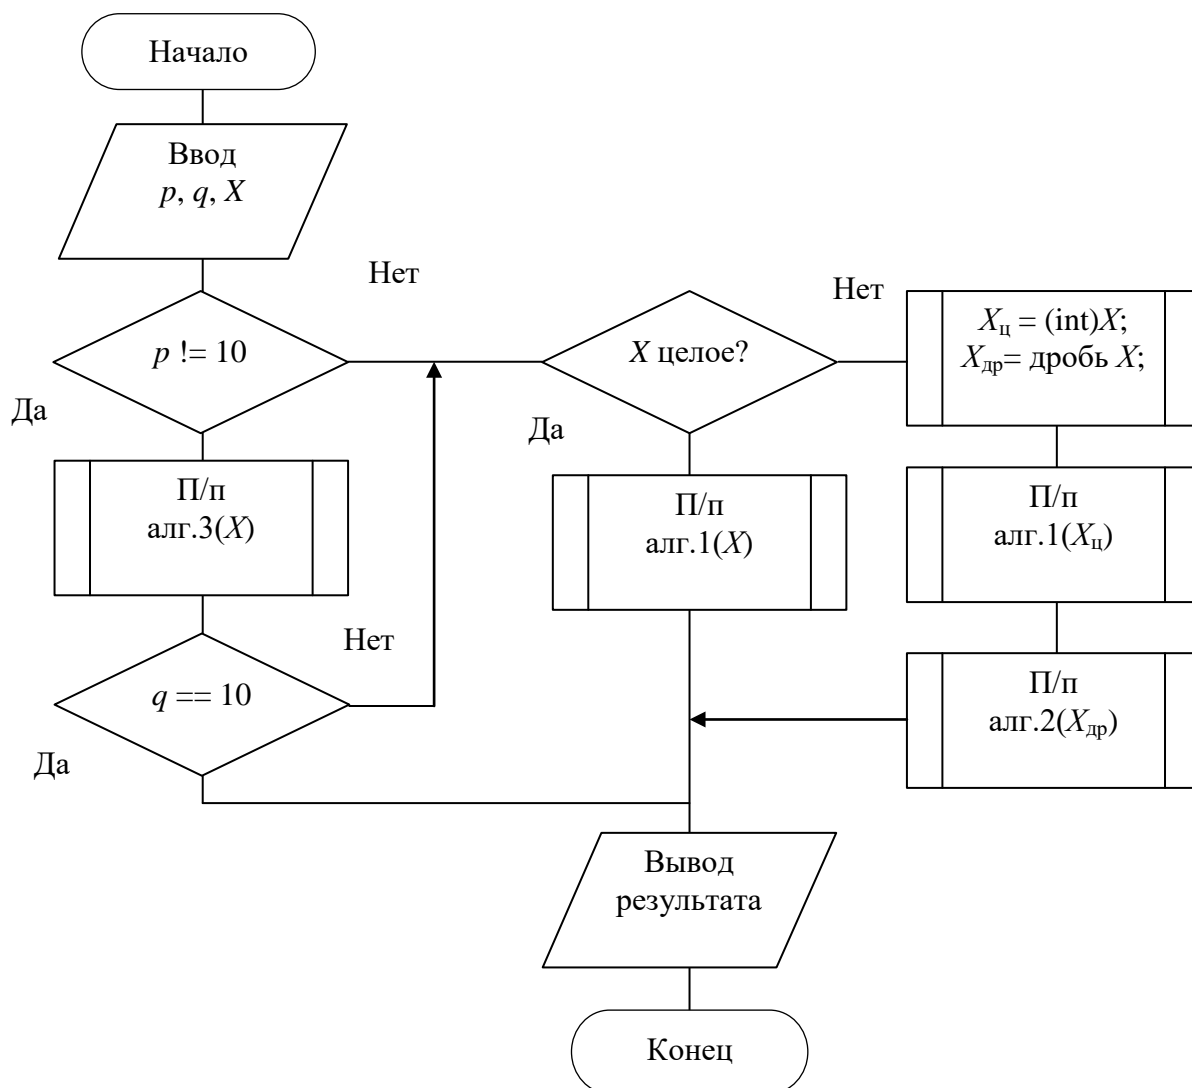 Начало
Ввод
p, q, X
Нет
p != 10
Да
П/п
алг.3(X)
Нет
q == 10
Да
X целое?
Да
Нет
П/п
алг.1(X)
Xц = (int)X;
Xдр= дробь X;
П/п
алг.1(Xц)
П/п
алг.2(Xдр)
Вывод
результата
Конец